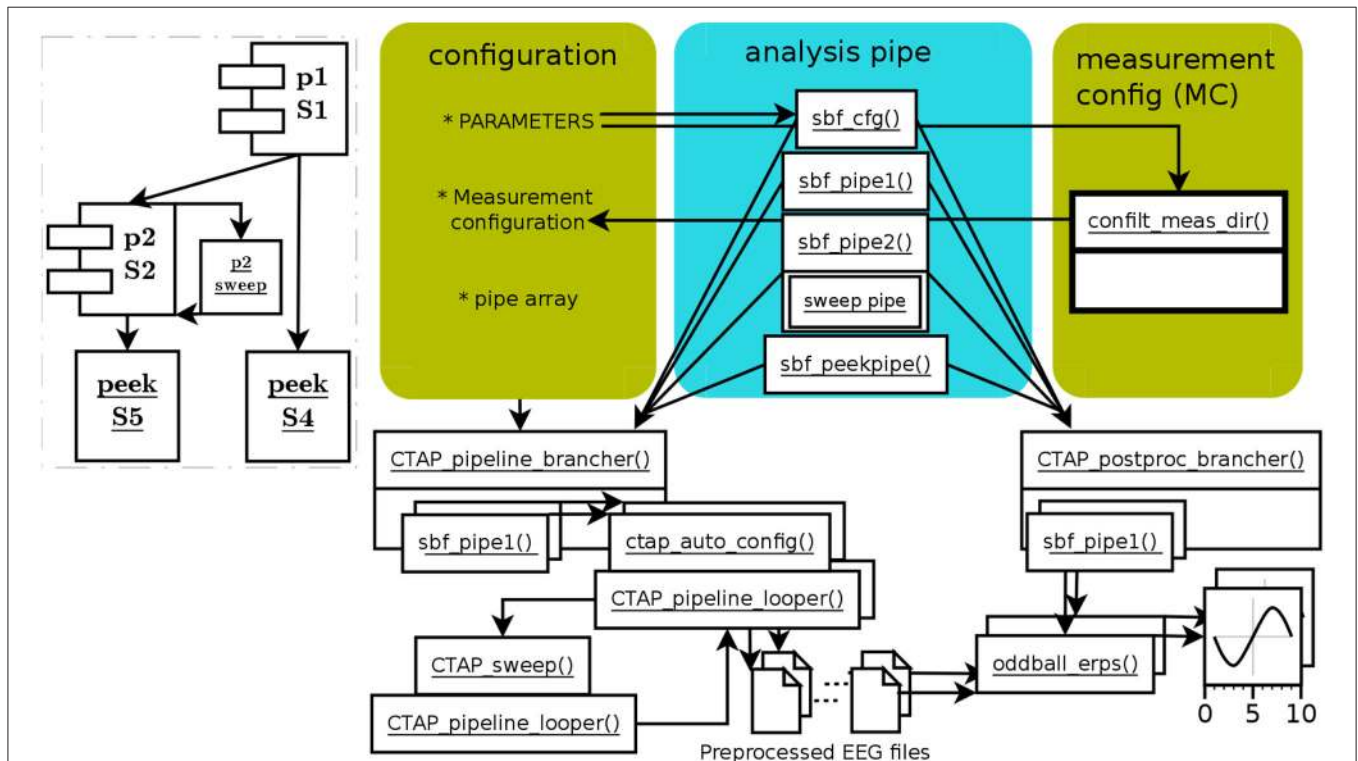 p1
S1
p2
S2
p2
sweep
peek
S5
peek
S4
configuration
* PARAMETERS
* Measurement
configuration
* pipe array
analysis pipe
sbf_cfg()
sbf_pipe1()
sbf_pipe2()
sweep pipe
sbf_peekpipe()
measurement
config (MC)
confilt_meas_dir()
CTAP_pipeline_brancher()
sbf_pipe1()
ctap_auto_config()
CTAP_pipeline_looper()
CTAP_sweep()
CTAP_pipeline_looper()
Preprocessed EEG files
CTAP_postproc_brancher()
sbf_pipe1()
oddball_erps()
0 5 10